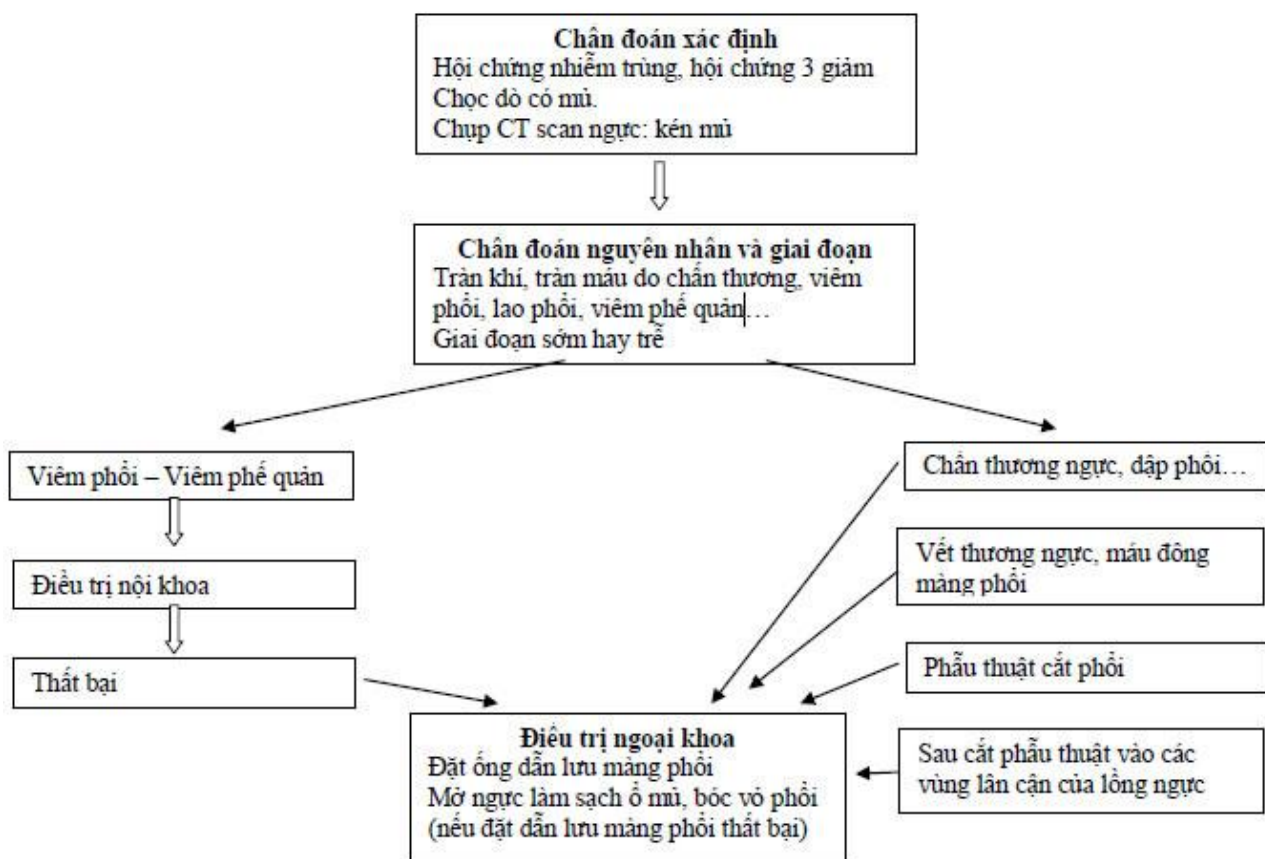 Chẩn đoán xác định
Hội chứng nhiễm trùng, hội chứng 3 giảm
Chọc dò có mủ.
Chụp CT scan ngực: kén mủ
Chẩn đoán nguyên nhân và giai đoạn
Tràn khí, tràn máu do chấn thương, viêm
phổi, lao phổi, viêm phế quản…
Giai đoạn sớm hay trễ
Viêm phổi – Viêm phế quản
Điều trị nội khoa
Thất bại
Chấn thương ngực, dập phổi…
Vết thương ngực, máu đông
màng phổi
Phẫu thuật cắt phổi
Sau cắt phẫu thuật vào các
vùng lân cận của lồng ngực
Điều trị ngoại khoa
Đặt ống dẫn lưu màng phổi
Mở ngực làm sạch ổ mủ, bóc vỏ phổi
(nếu đặt dẫn lưu màng phổi thất bại)